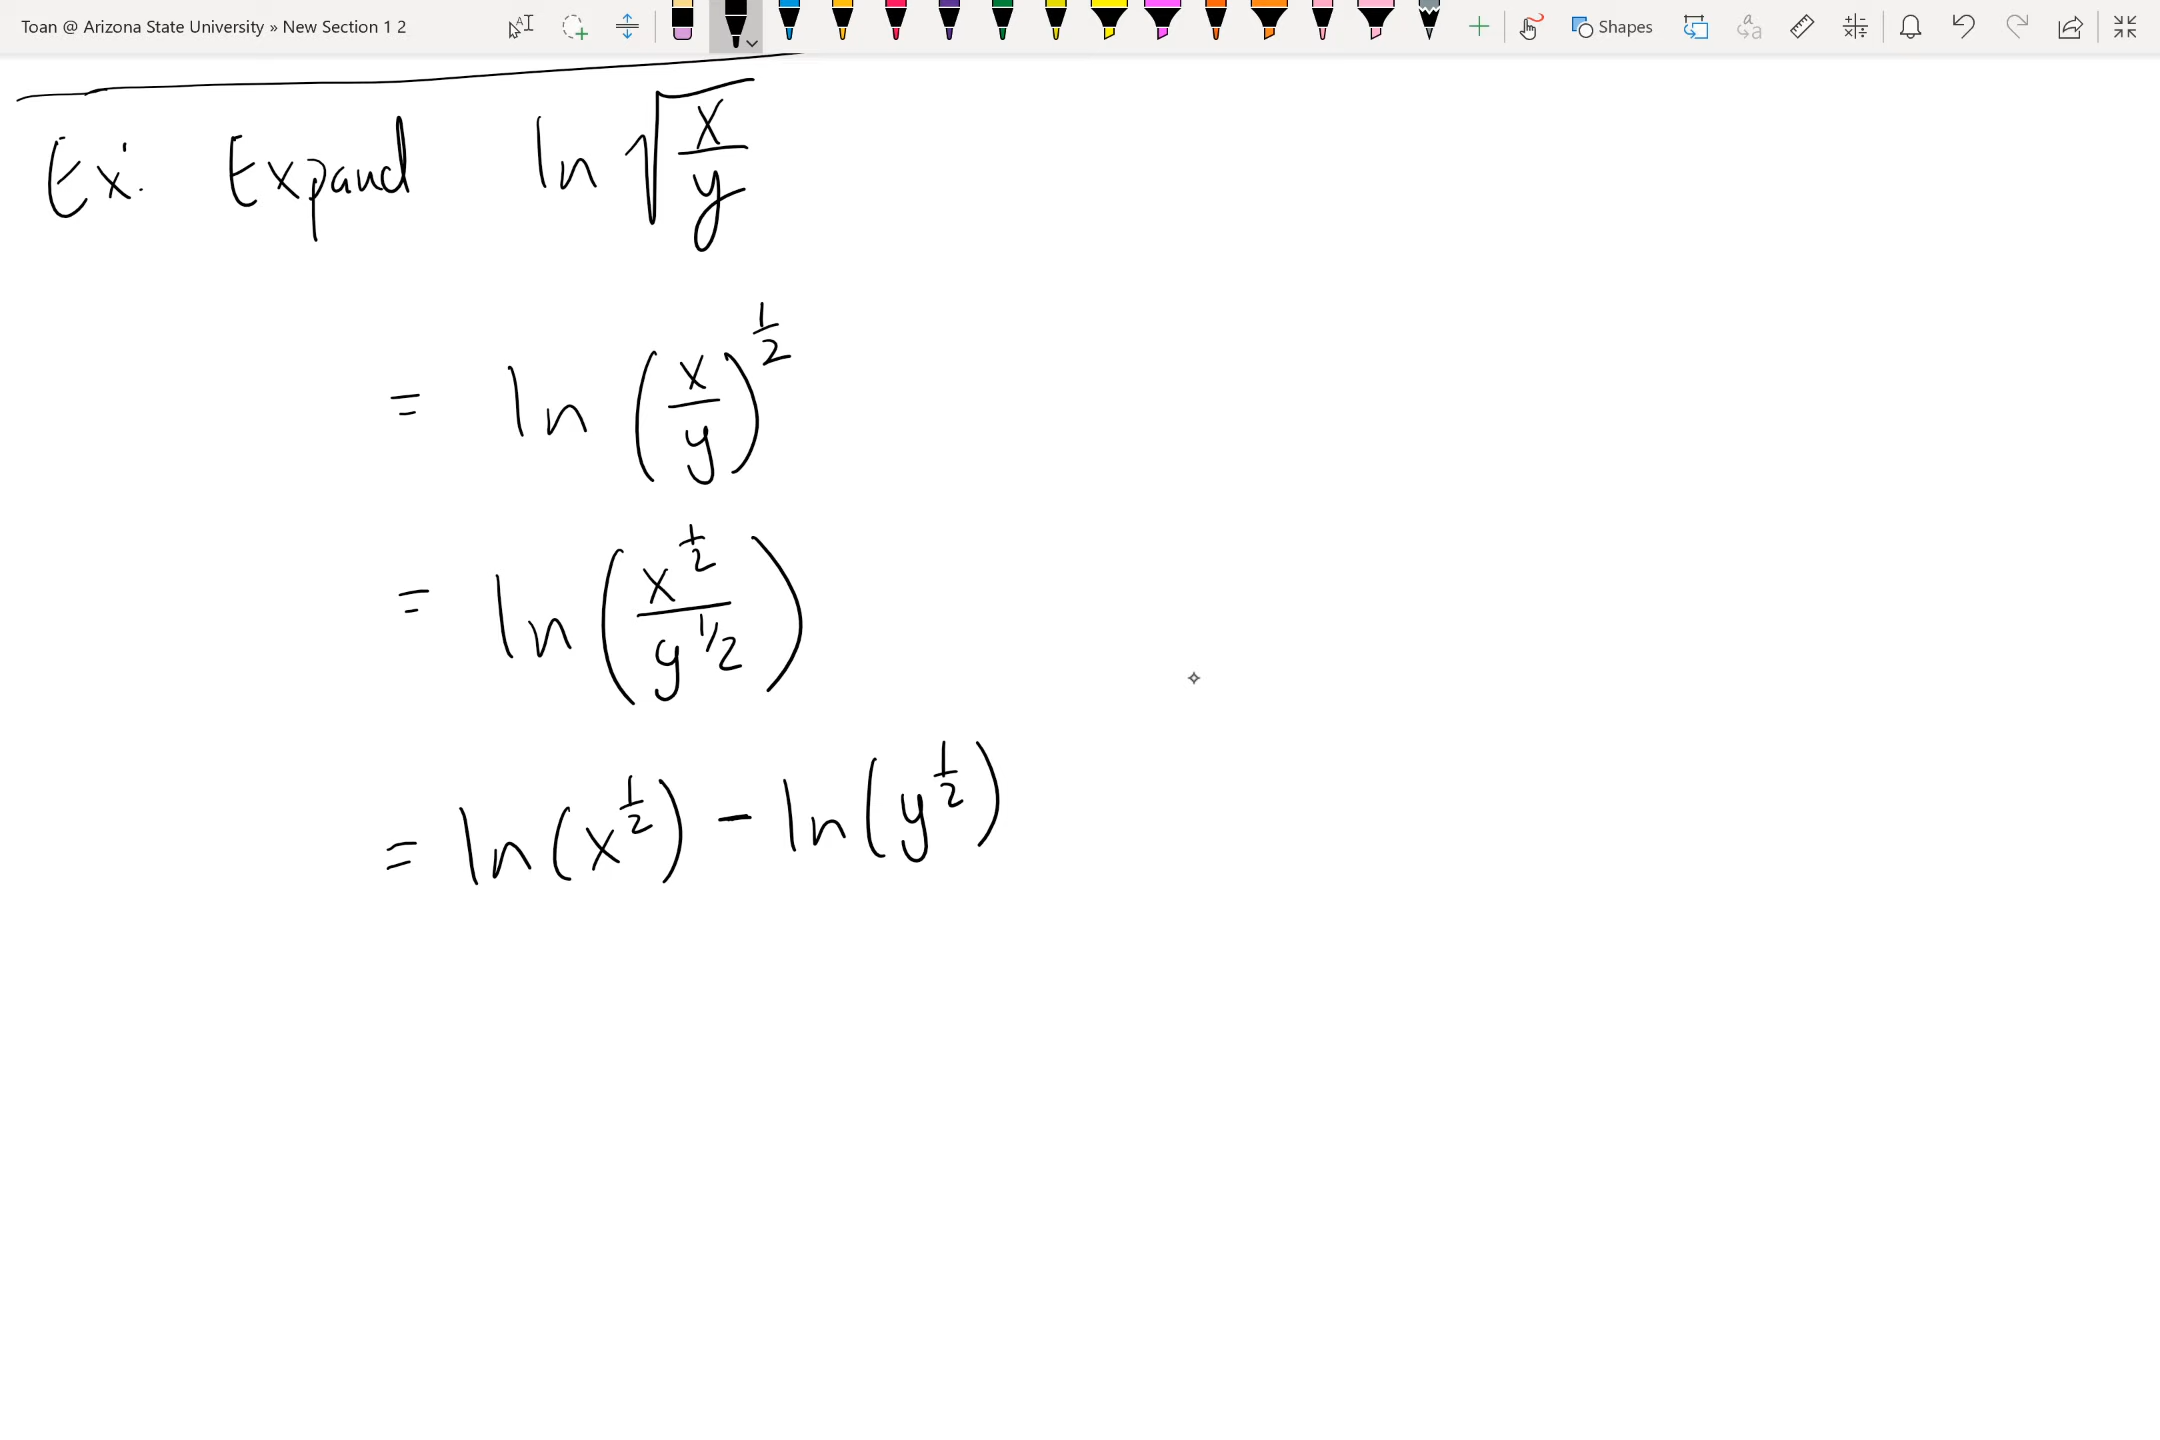 Toan @ Arizona State University » New Section 1 2 Shapes
Ex: Expand ln √(x/y)
= ln (x/y)^(1/2)
= ln (x^(1/2)/y^(1/2))
= ln(x^(1/2)) - ln(y^(1/2))